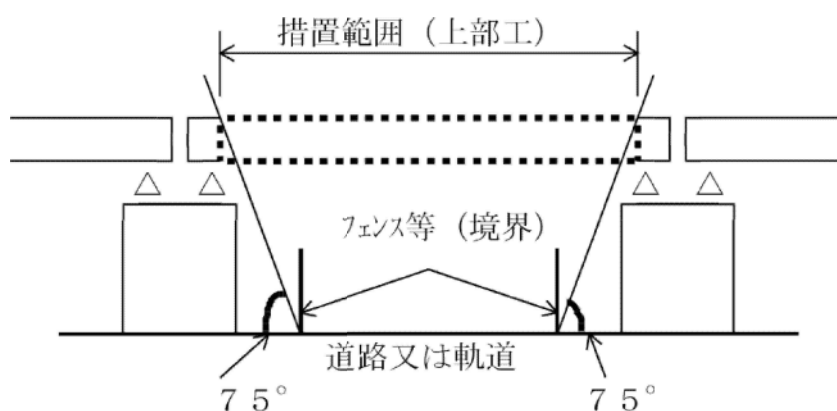 措置範囲（上部工）
フェンス等（境界）
道路又は軌道
７５°
７５°